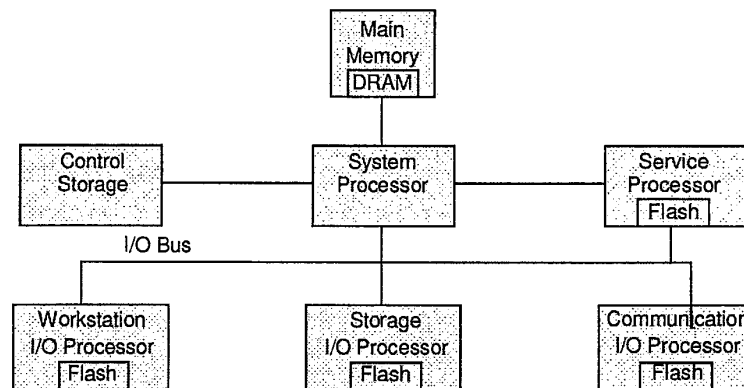 Main
Memory
DRAM
Control
Storage
System
Processor
Service
Processor
Flash
I/O Bus
Workstation
I/O Processor
Flash
Storage
I/O Processor
Flash
Communication
I/O Processor
Flash